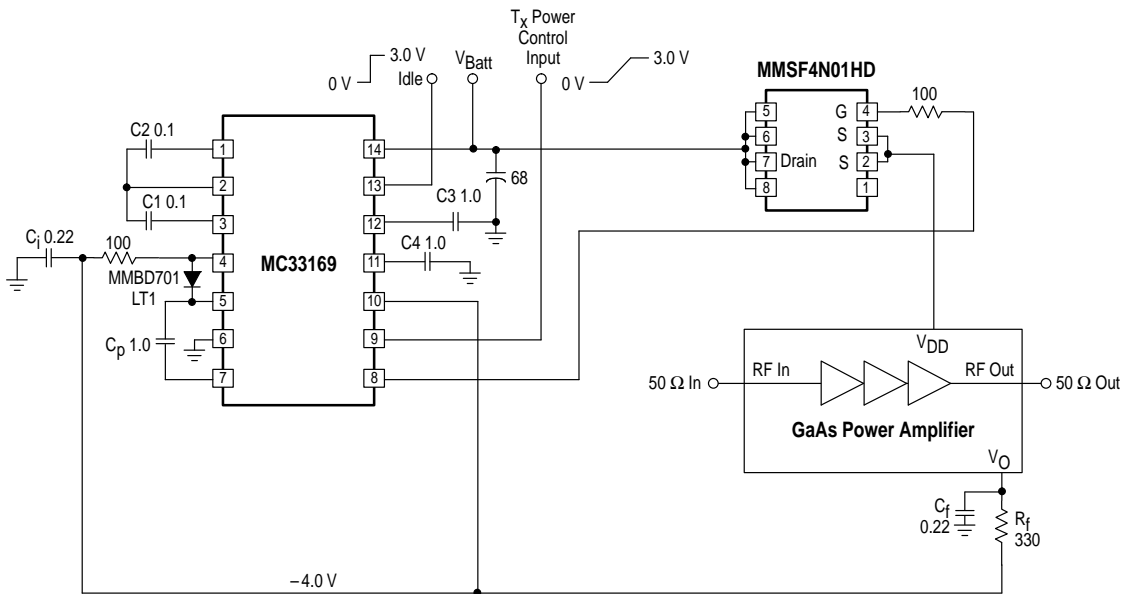 Tx Power
Control
Input
0 V
3.0 V
Idle
VBatt
0 V
3.0 V
MMSF4N01HD
C2 0.1
C1 0.1
Ci 0.22
100
MMBD701
LT1
Cp 1.0
1
2
3
4
5
6
7
MC33169
14
13
12
11
10
9
8
68
C3 1.0
C4 1.0
5
6
7
8
Drain
G
S
S
4
3
2
1
100
VDD
50 Ω In
RF In
RF Out
50 Ω Out
GaAs Power Amplifier
VO
Cf
0.22
Rf
330
–4.0 V